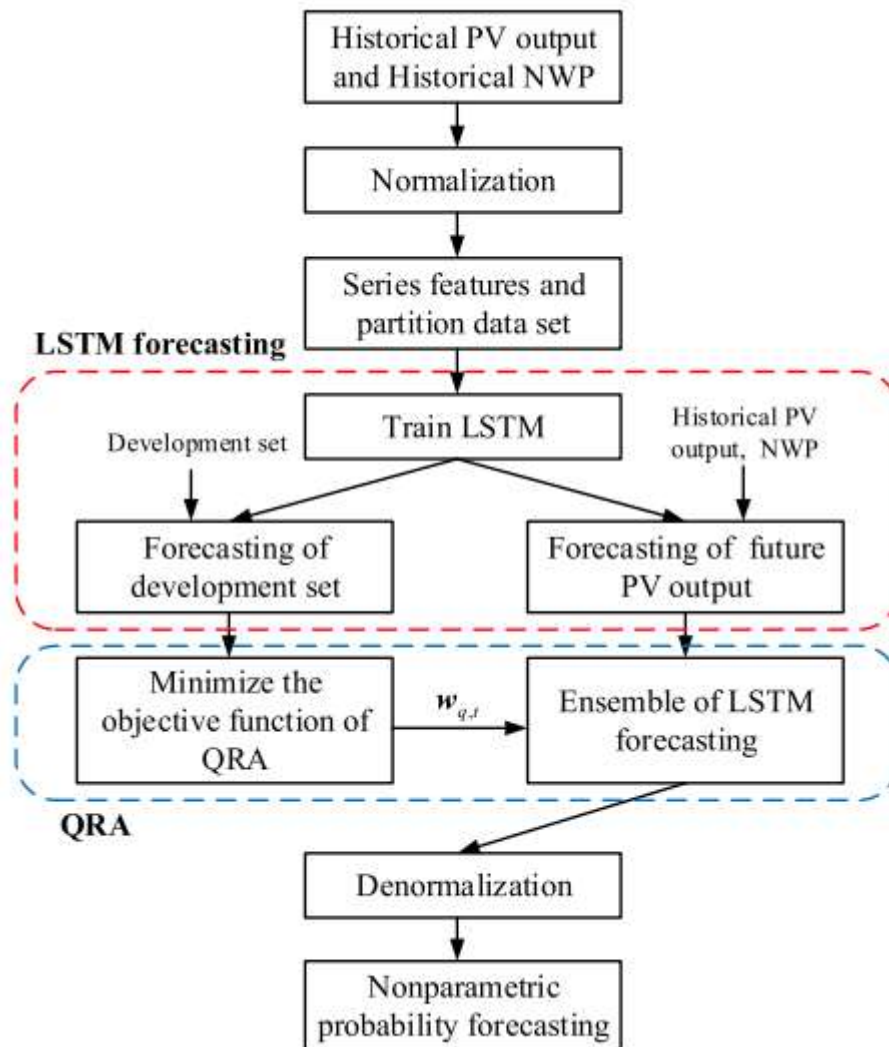 Historical PV output
and Historical NWP
Normalization
Series features and
partition data set
LSTM forecasting
Train LSTM
Development set
Historical PV
output, NWP
Forecasting of
development set
Forecasting of future
PV output
Minimize the
objective function of
QRA
w q,t
Ensemble of LSTM
forecasting
QRA
Denormalization
Nonparametric
probability forecasting